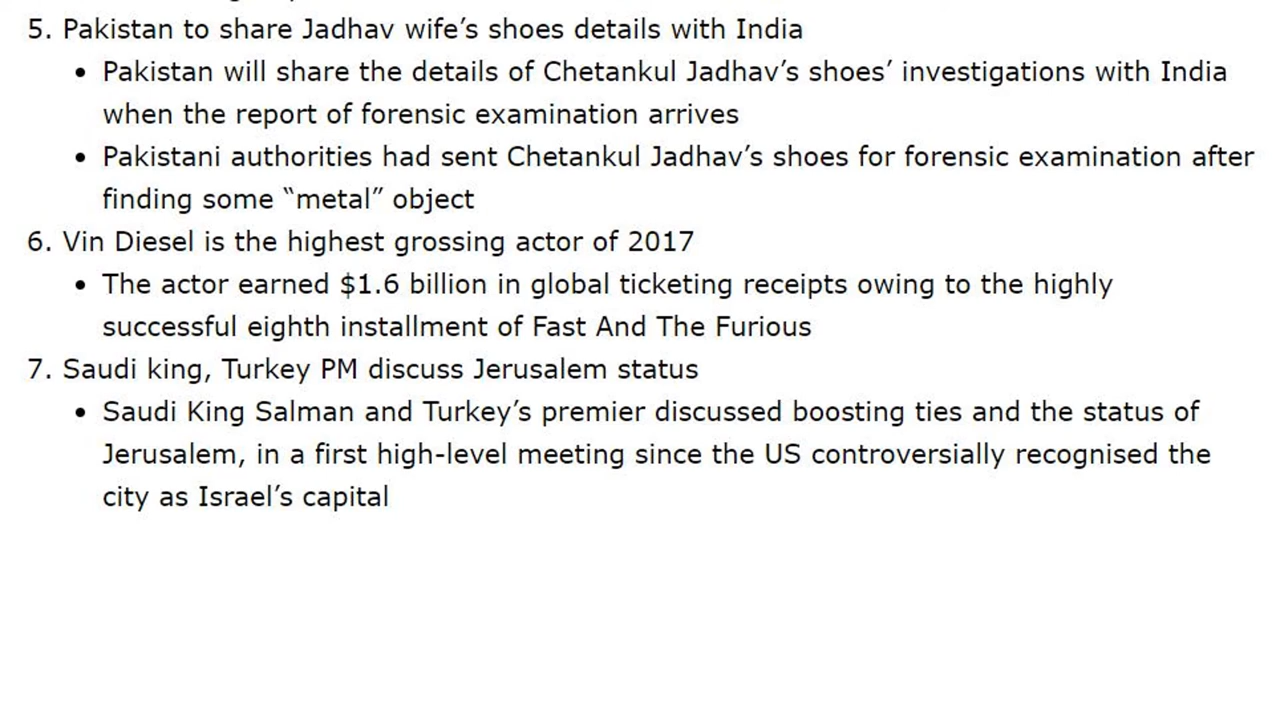 5. Pakistan to share Jadhav wife’s shoes details with India
• Pakistan will share the details of Chetankul Jadhav’s shoes’ investigations with India
when the report of forensic examination arrives
• Pakistani authorities had sent Chetankul Jadhav’s shoes for forensic examination after
finding some “metal” object
6. Vin Diesel is the highest grossing actor of 2017
• The actor earned $1.6 billion in global ticketing receipts owing to the highly
successful eighth installment of Fast And The Furious
7. Saudi king, Turkey PM discuss Jerusalem status
• Saudi King Salman and Turkey’s premier discussed boosting ties and the status of
Jerusalem, in a first high-level meeting since the US controversially recognised the
city as Israel’s capital